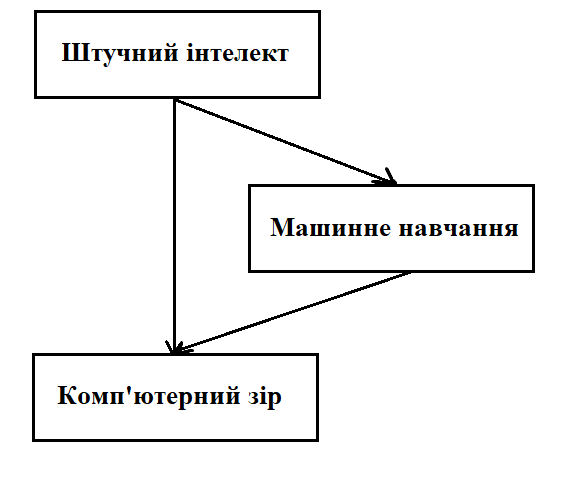 Штучний інтелект
Машинне навчання
Комп'ютерний зір